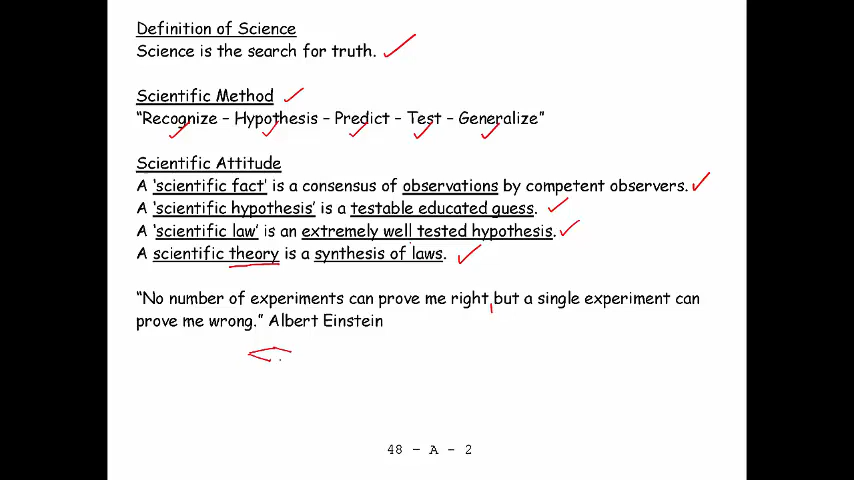 Definition of Science
Science is the search for truth.
Scientific Method
“Recognize – Hypothesis – Predict – Test – Generalize”
Scientific Attitude
A ‘scientific fact’ is a consensus of observations by competent observers.
A ‘scientific hypothesis’ is a testable educated guess.
A ‘scientific law’ is an extremely well tested hypothesis.
A scientific theory is a synthesis of laws.
“No number of experiments can prove me right, but a single experiment can
prove me wrong.” Albert Einstein
48 – A – 2